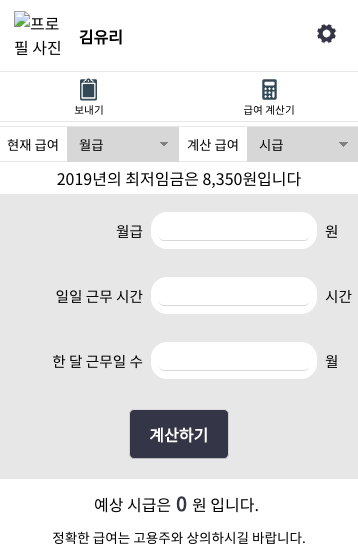 프로필 사진
김유리
보내기
급여 계산기
현재 급여 월급 계산 급여 시급
2019년의 최저임금은 8,350원입니다
월급 원
일일 근무 시간 시간
한 달 근무일 수 월
계산하기
예상 시급은 0 원 입니다.
정확한 급여는 고용주와 상의하시길 바랍니다.